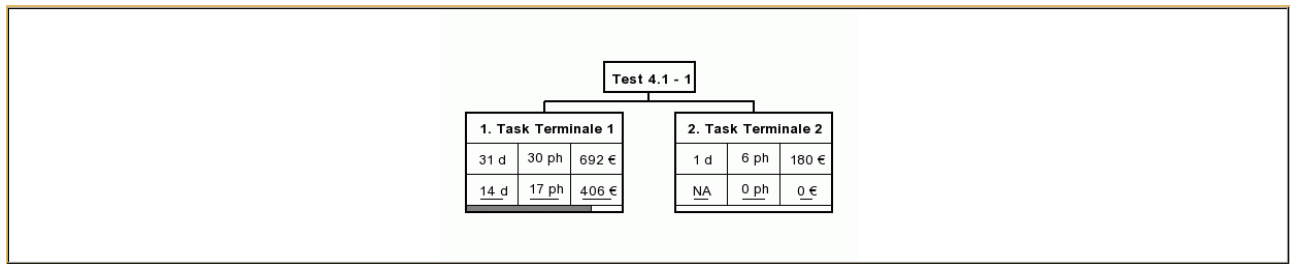 Test 4.1 - 1
1. Task Terminale 1
31 d 30 ph 692 €
14 d 17 ph 406 €
2. Task Terminale 2
1 d 6 ph 180 €
NA 0 ph 0 €